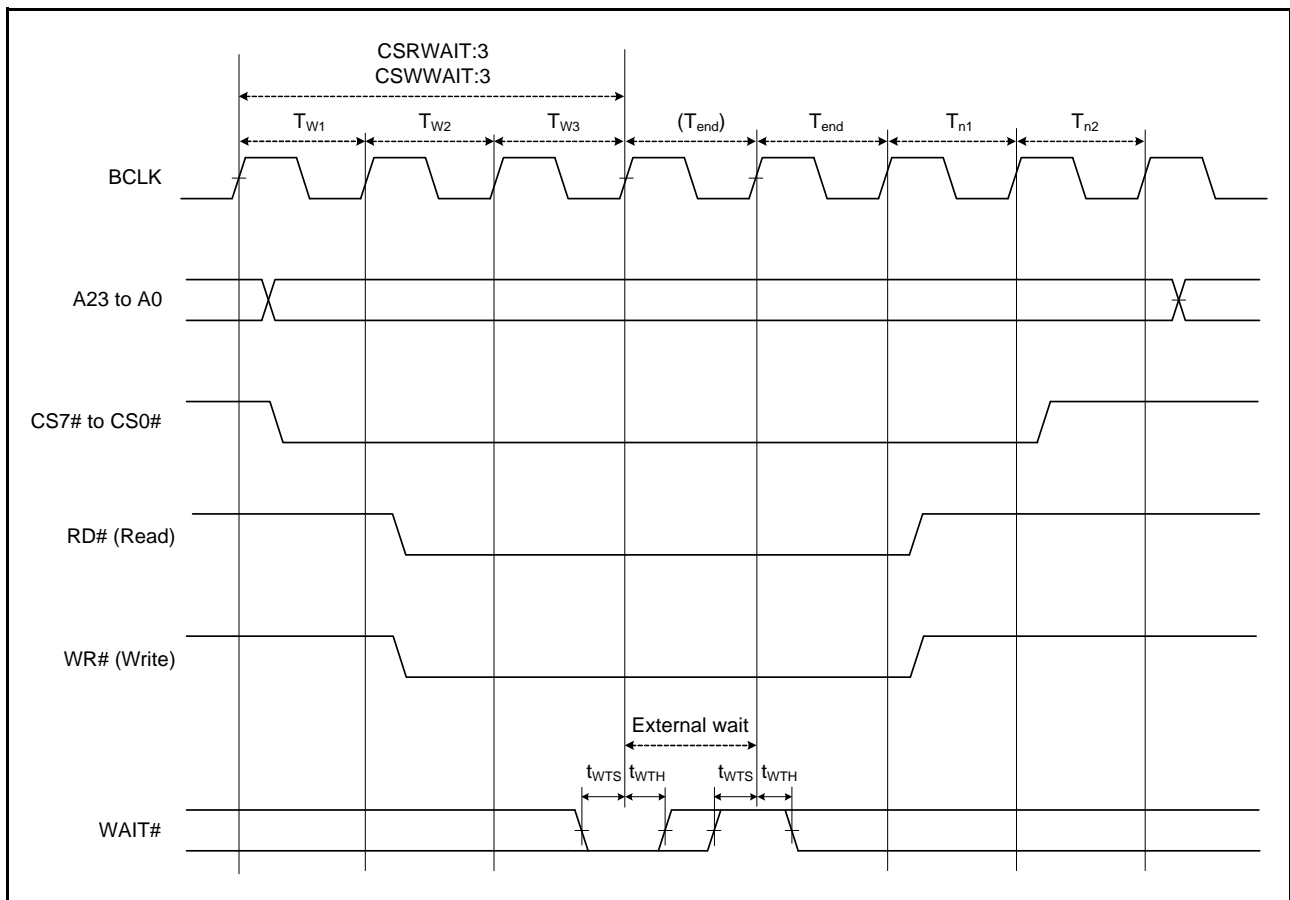 CSRWAIT:3
CSWWAIT:3
TW1 TW2 TW3 (Tend) Tend Tn1 Tn2
BCLK
A23 to A0
CS7# to CS0#
RD# (Read)
WR# (Write)
External wait
tWTS tWTH tWTS tWTH
WAIT#